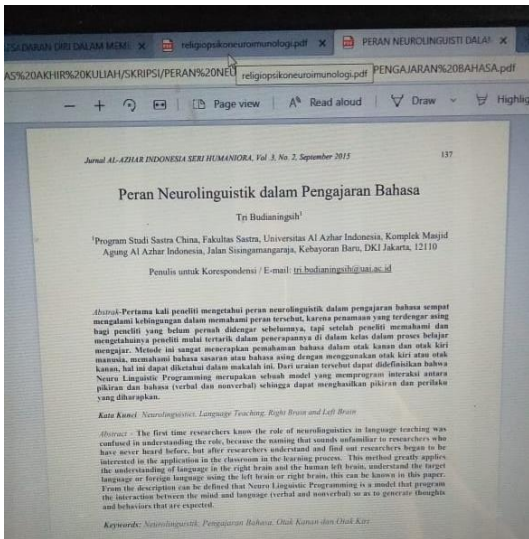 ESADARAN DIRI DALAM MEME
religiopsikoneuroimunologi.pdf
PERAN NEUROLINGUISTI DALAM
AS%20AKHIR%20KULIAH/SKRIPSI/PERAN%20NEU
religiopsikoneuroimunologi.pdf
PENGAJARAN%20BAHASA.pdf
Page view
Read aloud
Draw
Highlig
Jurnal AL-AZHAR INDONESIA SERI HUMANIORA, Vol. 3, No. 2, September 2015
137
Peran Neurolinguistik dalam Pengajaran Bahasa
Tri Budianingsih1
1Program Studi Sastra China, Fakultas Sastra, Universitas Al Azhar Indonesia, Komplek Masjid
Agung Al Azhar Indonesia, Jalan Sisingamangaraja, Kebayoran Baru, DKI Jakarta, 12110
Penulis untuk Korespondensi / E-mail: tri.budianingsih@uai.ac.id
Abstrak-Pertama kali peneliti mengetahui peran neurolinguistik dalam pengajaran bahasa sempat
mengalami kebingungan dalam memahami peran tersebut, karena penamaan yang terdengar asing
bagi peneliti yang belum pernah didengar sebelumnya, tapi setelah peneliti memahami dan
mengetahuinya peneliti mulai tertarik dalam penerapannya di dalam kelas dalam proses belajar
mengajar. Metode ini sangat menerapkan pemahaman bahasa dalam otak kanan dan otak kiri
manusia, memahami bahasa sasaran atau bahasa asing dengan menggunakan otak kiri atau otak
kanan, hal ini dapat diketahui dalam makalah ini. Dari uraian tersebut dapat didefinisikan bahwa
Neuro Linguistic Programming merupakan sebuah model yang memprogram interaksi antara
pikiran dan bahasa (verbal dan nonverbal) sehingga dapat menghasilkan pikiran dan perilaku
yang diharapkan.
Kata Kunci- Neurolinguistics, Language Teaching, Right Brain and Left Brain
Abstract - The first time researchers know the role of neurolinguistics in language teaching was
confused in understanding the role, because the naming that sounds unfamiliar to researchers who
have never heard before, but after researchers understand and find out researchers began to be
interested in the application in the classroom in the learning process. This method greatly applies
the understanding of language in the right brain and the human left brain, understand the target
language or foreign language using the left brain or right brain, this can be known in this paper.
From the description can be defined that Neuro Linguistic Programming is a model that program
the interaction between the mind and language (verbal and nonverbal) so as to generate thoughts
and behaviors that are expected.
Keywords: Neurolinguistik, Pengajaran Bahasa, Otak Kanan dan Otak Kiri